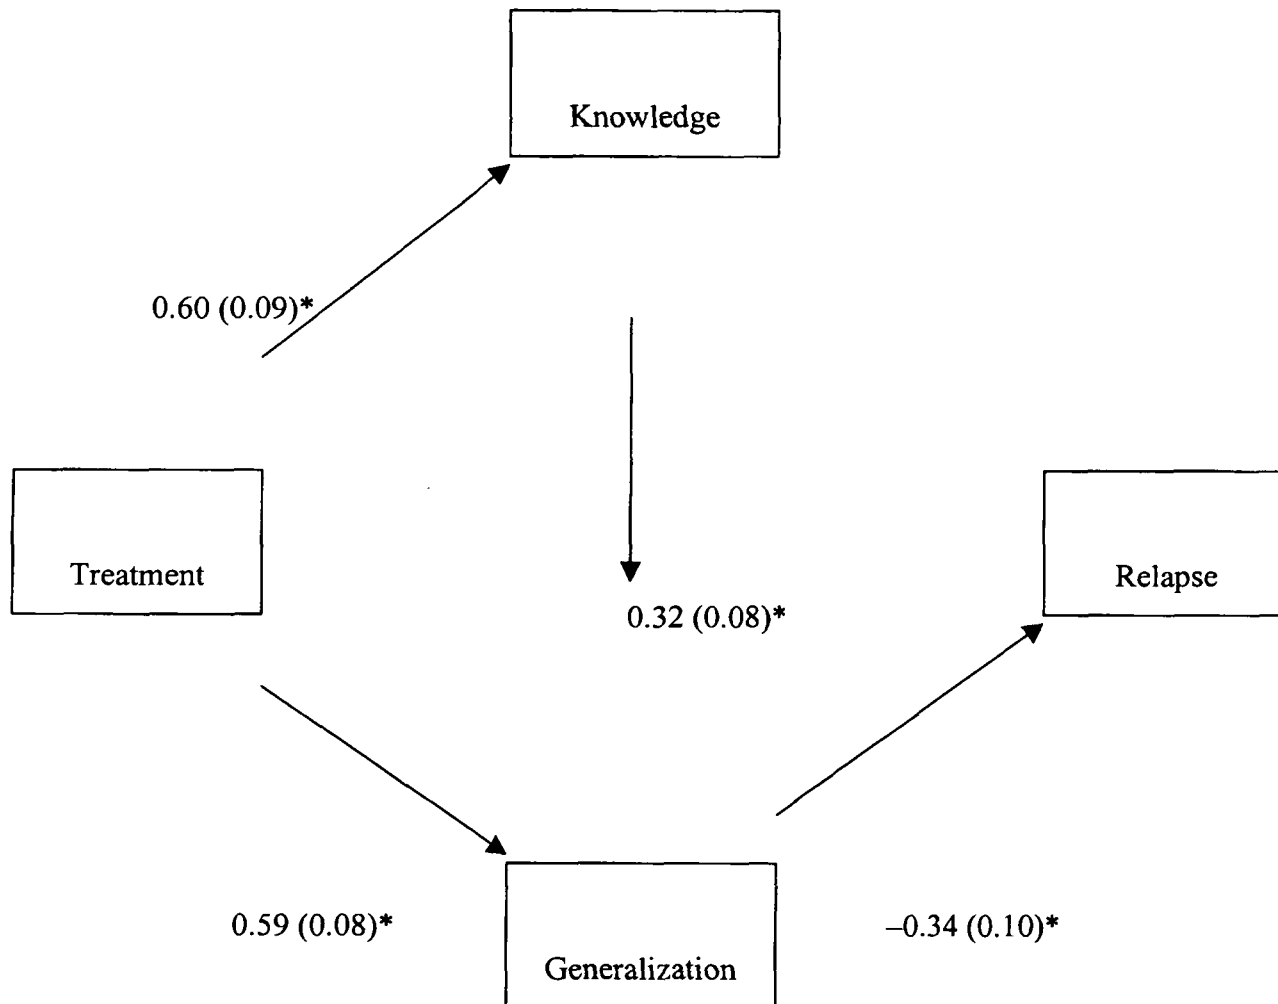 Knowledge
0.60 (0.09)*
Treatment
0.32 (0.08)*
Relapse
0.59 (0.08)*
–0.34 (0.10)*
Generalization